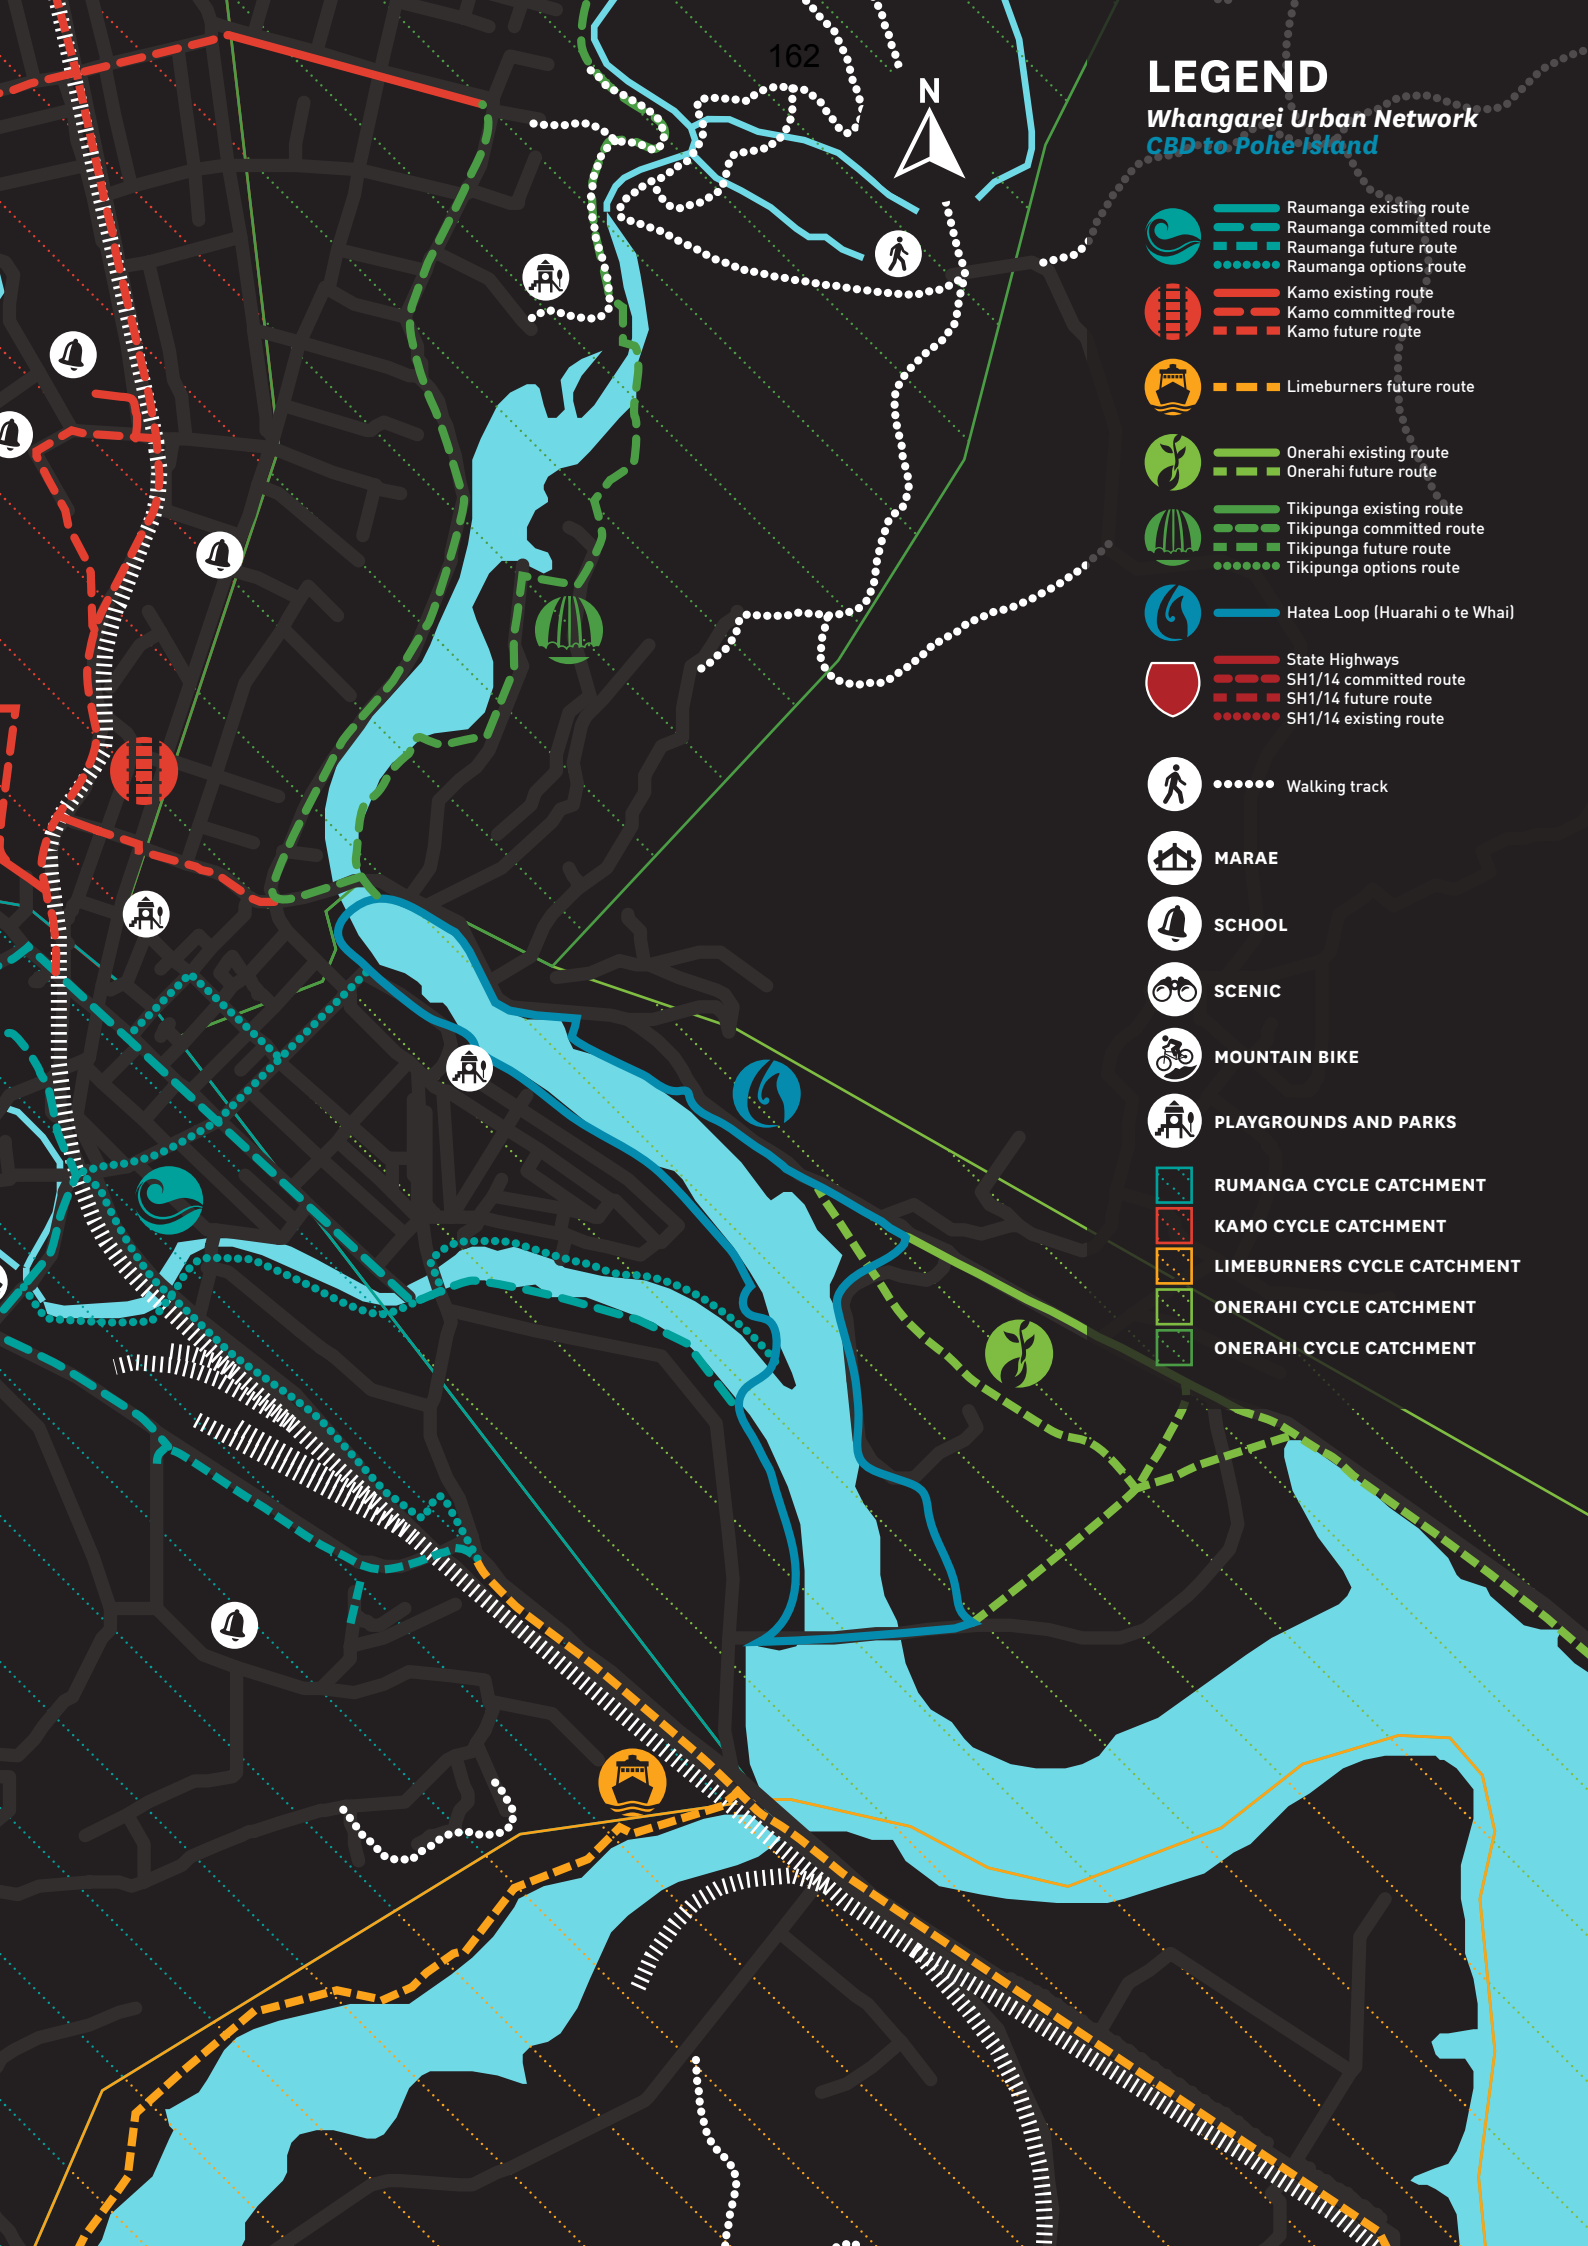 162
N
LEGEND
Whangarei Urban Network
CBD to Pohe Island
Raumanga existing route
Raumanga committed route
Raumanga future route
Raumanga options route
Kamo existing route
Kamo committed route
Kamo future route
Limeburners future route
Onerahi existing route
Onerahi future route
Tikipunga existing route
Tikipunga committed route
Tikipunga future route
Tikipunga options route
Hatea Loop (Huarahi o te Whai)
State Highways
SH1/14 committed route
SH1/14 future route
SH1/14 existing route
Walking track
MARAE
SCHOOL
SCENIC
MOUNTAIN BIKE
PLAYGROUNDS AND PARKS
RUMANGA CYCLE CATCHMENT
KAMO CYCLE CATCHMENT
LIMEBURNERS CYCLE CATCHMENT
ONERAHI CYCLE CATCHMENT
ONERAHI CYCLE CATCHMENT